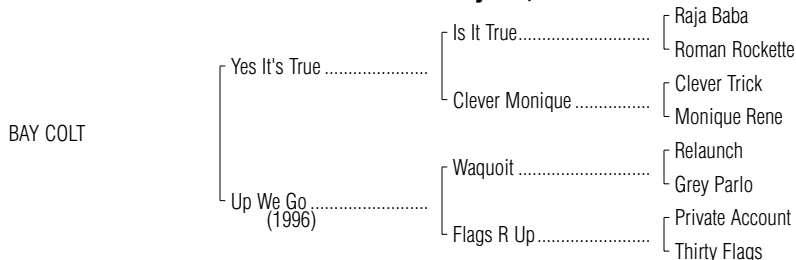 Raja Baba
Is It True
Roman Rockette
Yes It's True
Clever Trick
Clever Monique
Monique Rene
BAY COLT
Relaunch
Waquoit
Grey Parlo
Up We Go
(1996)
Private Account
Flags R Up
Thirty Flags